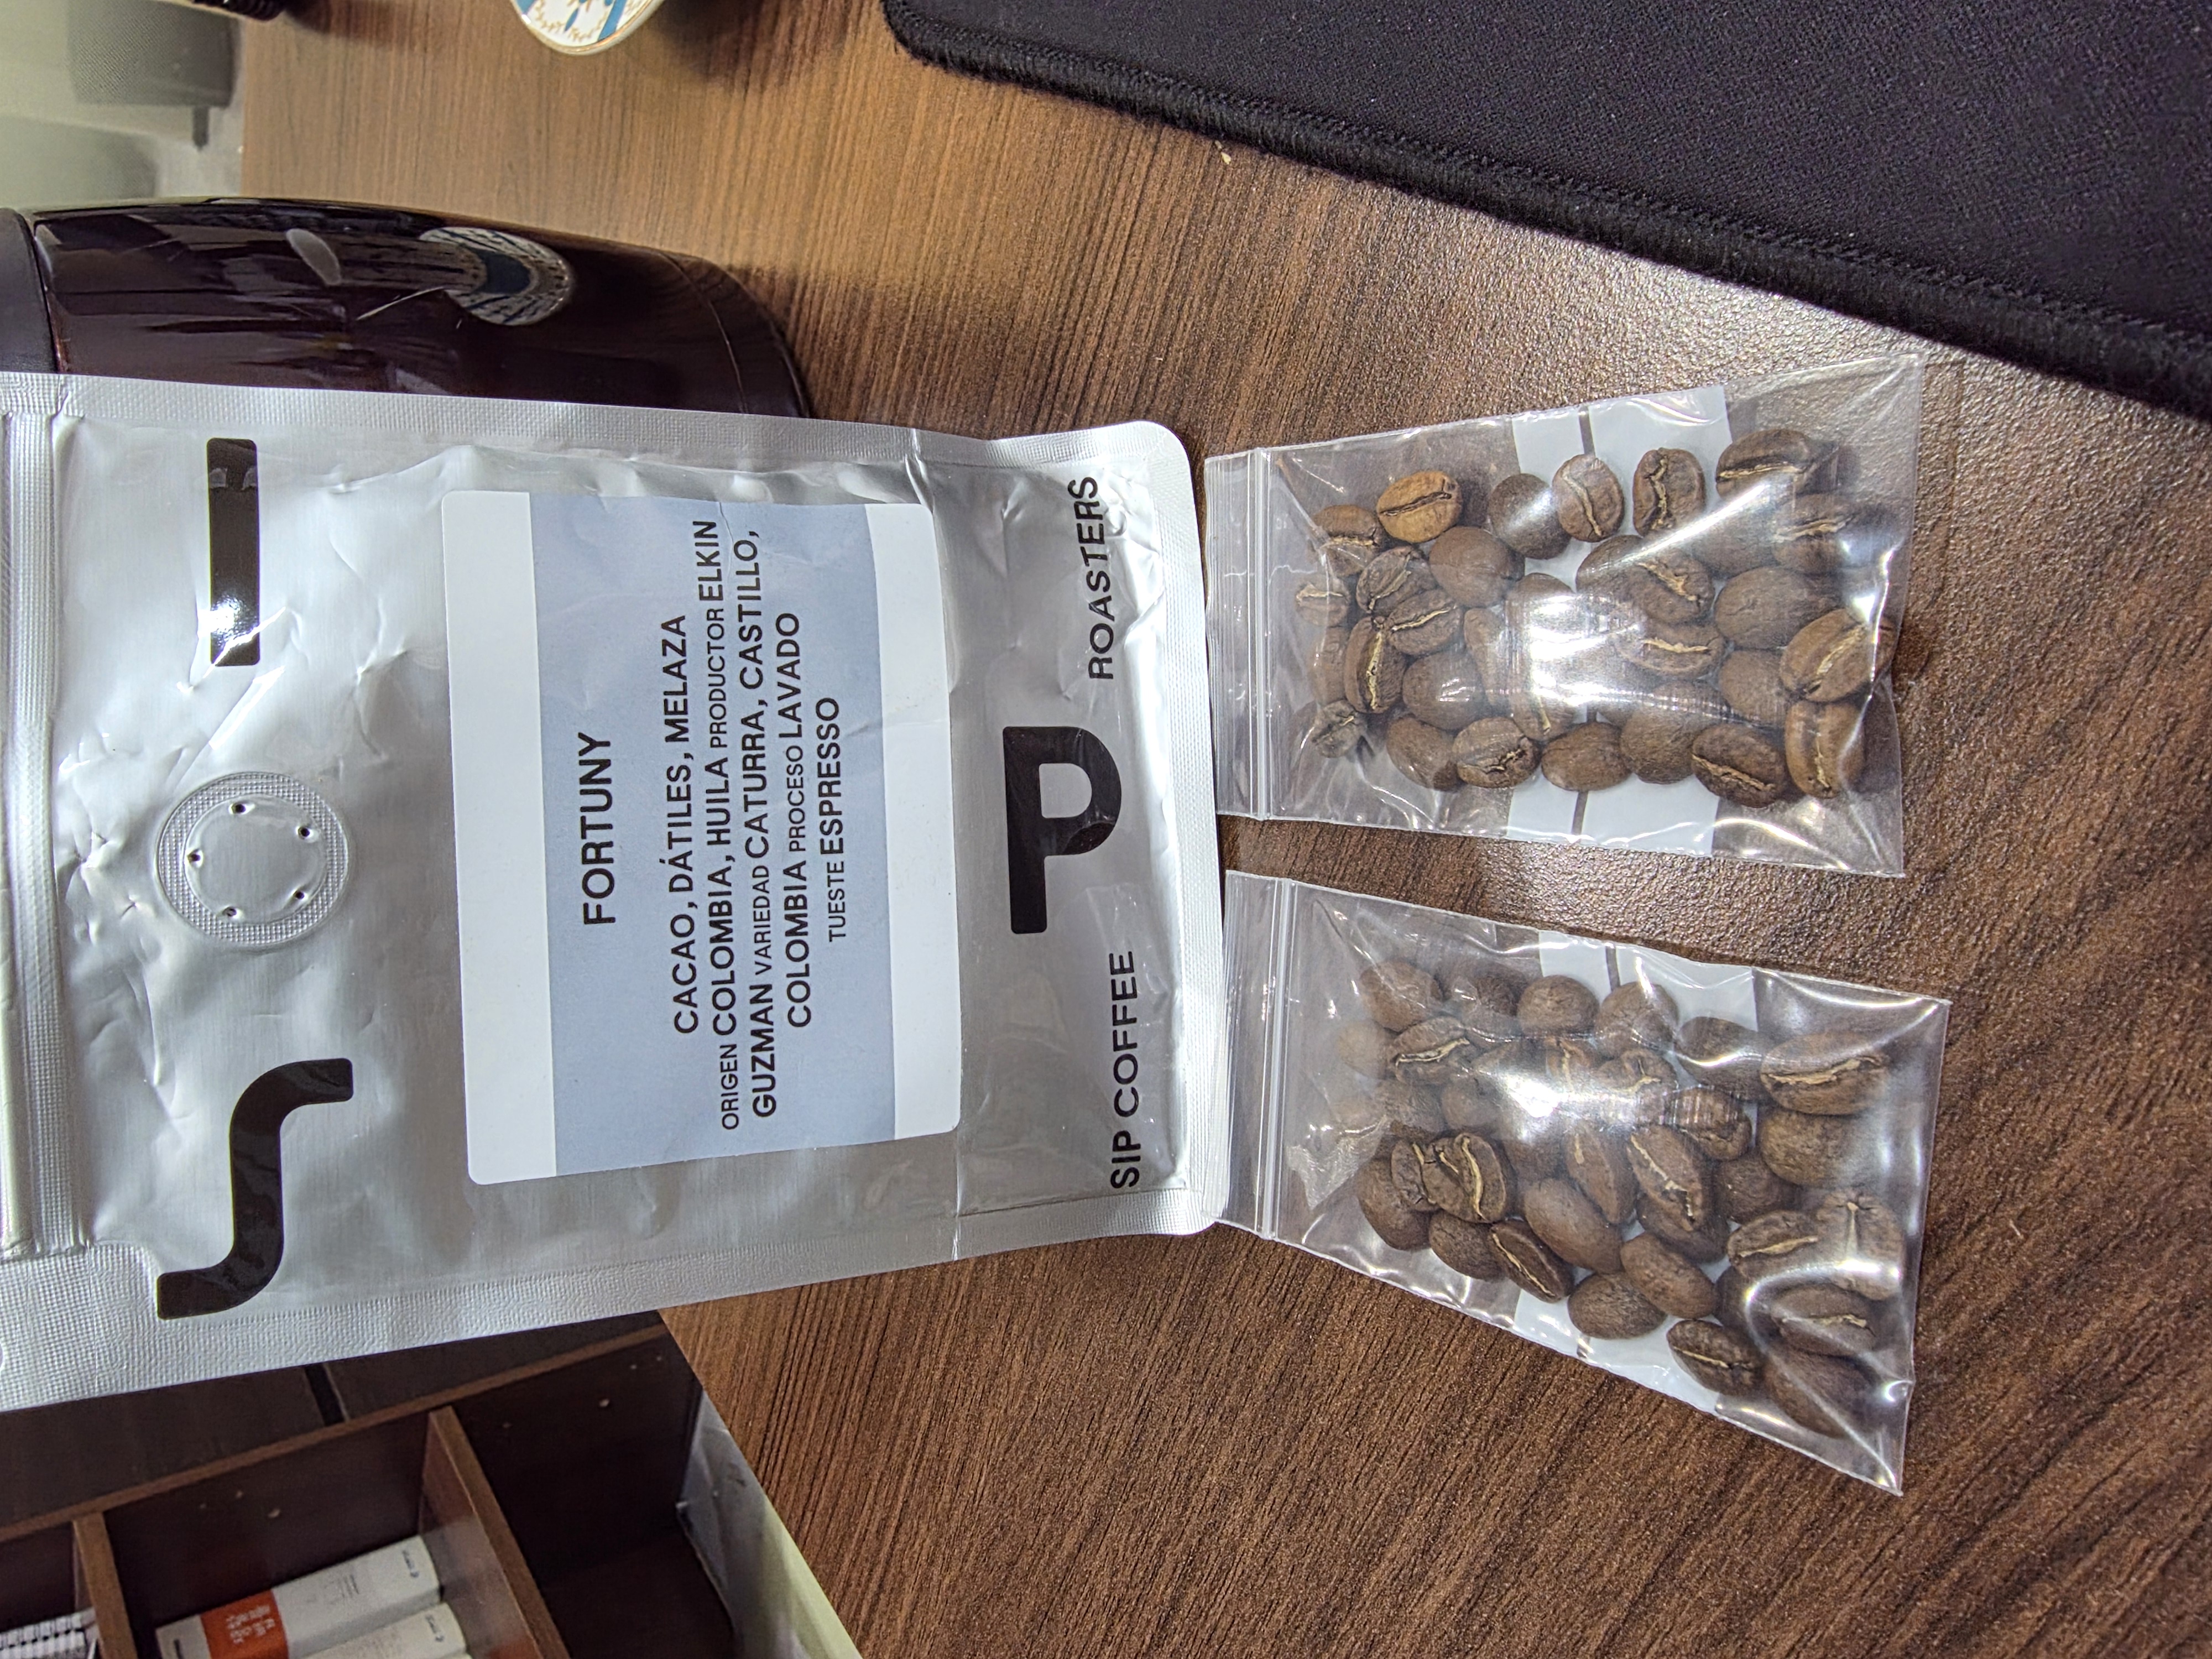 S I P
FORTUNY
CACAO, DÁTILES, MELAZA
ORIGEN COLOMBIA, HUILA PRODUCTOR ELKIN
GUZMAN VARIEDAD CATURRA, CASTILLO,
COLOMBIA PROCESO LAVADO
TUESTE ESPRESSO
SIP COFFEE ROASTERS